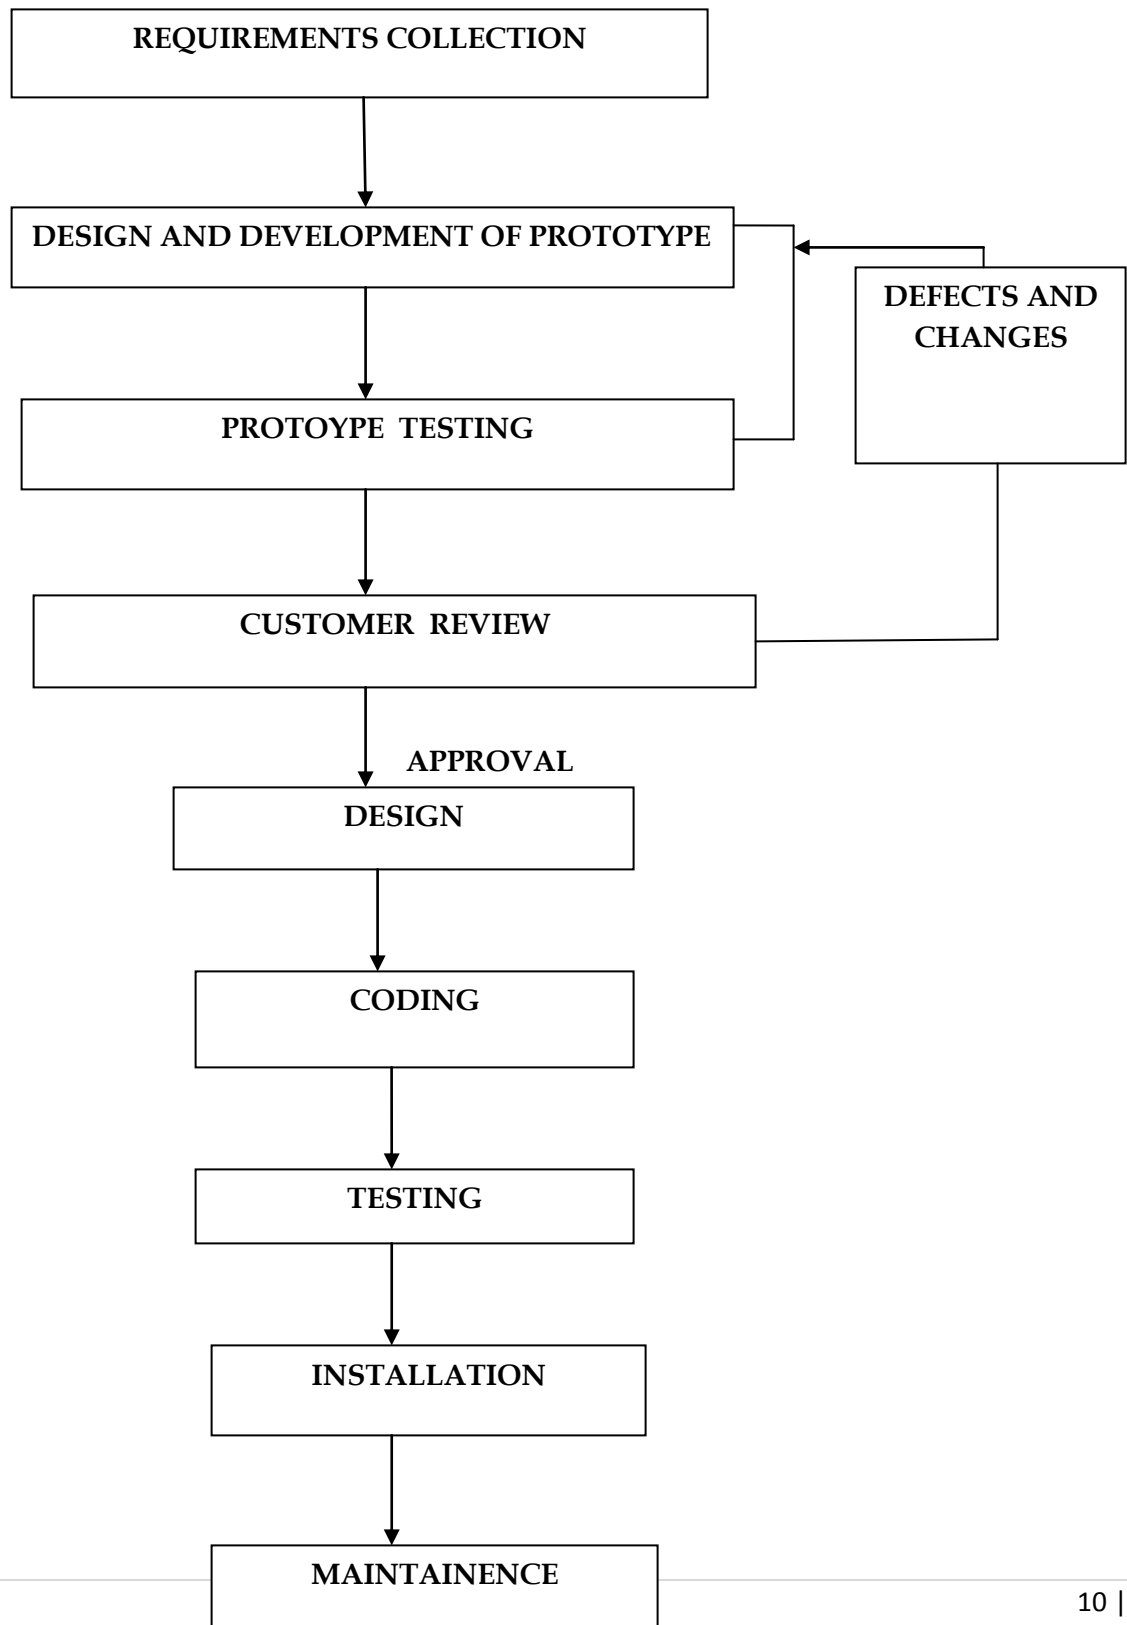 REQUIREMENTS COLLECTION
DESIGN AND DEVELOPMENT OF PROTOTYPE
DEFECTS AND
CHANGES
PROTOYPE TESTING
CUSTOMER REVIEW
APPROVAL
DESIGN
CODING
TESTING
INSTALLATION
MAINTAINENCE
10 |